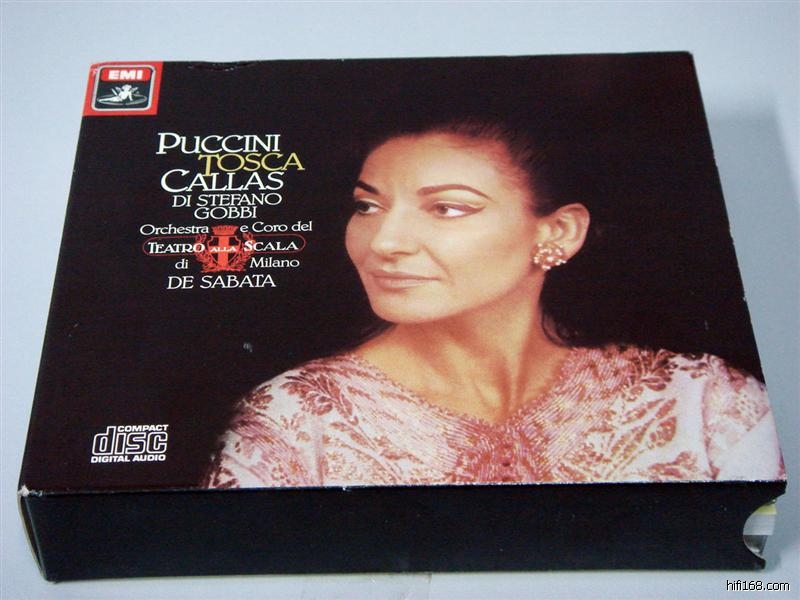 EMI
PUCCINI
TOSCA
CALLAS
DI STEFANO
GOBBI
Orchestra e Coro del
TEATRO ALLA SCALA
di Milano
DE SABATA
COMPACT
disc
DIGITAL AUDIO
hifi168.com